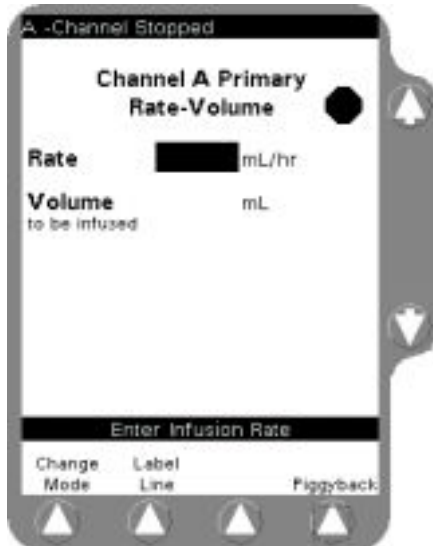 A -Channel Stopped
Channel A Primary
Rate-Volume
Rate mL/hr
Volume mL
to be infused
Enter Infusion Rate
Change Label
Mode Line Piggyback